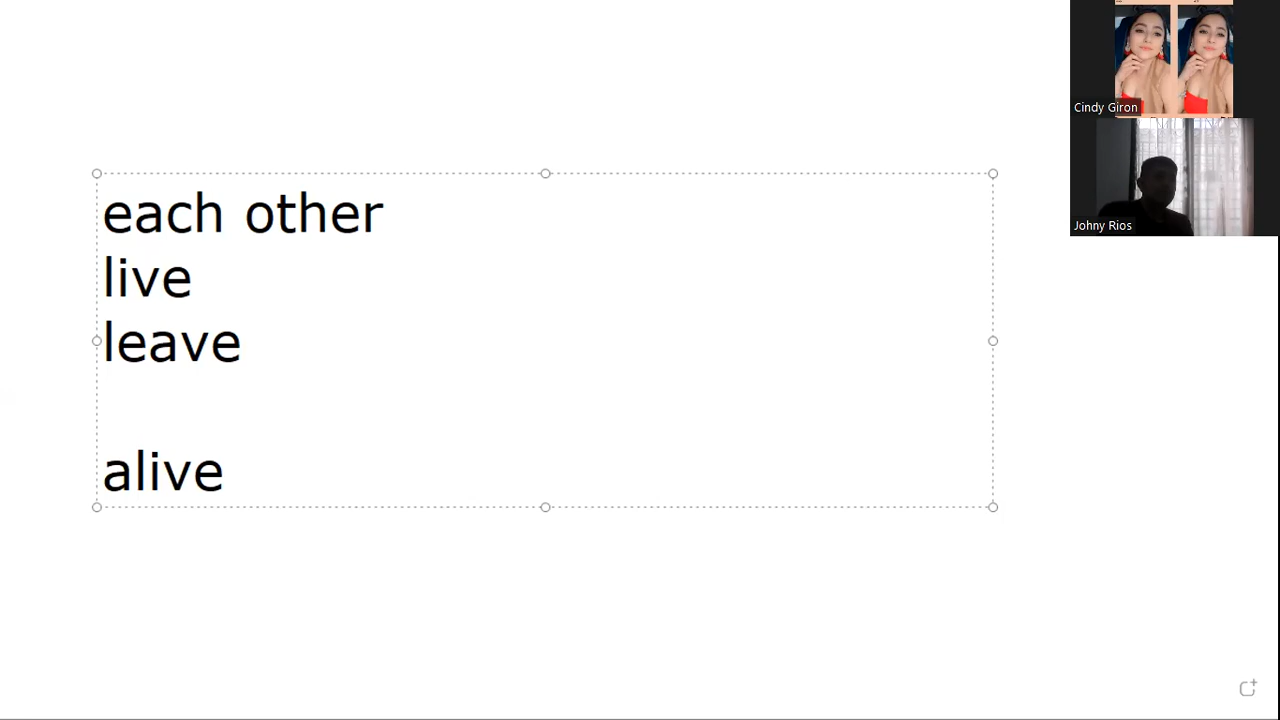 each other
live
leave
alive
Cindy Giron
Johny Rios